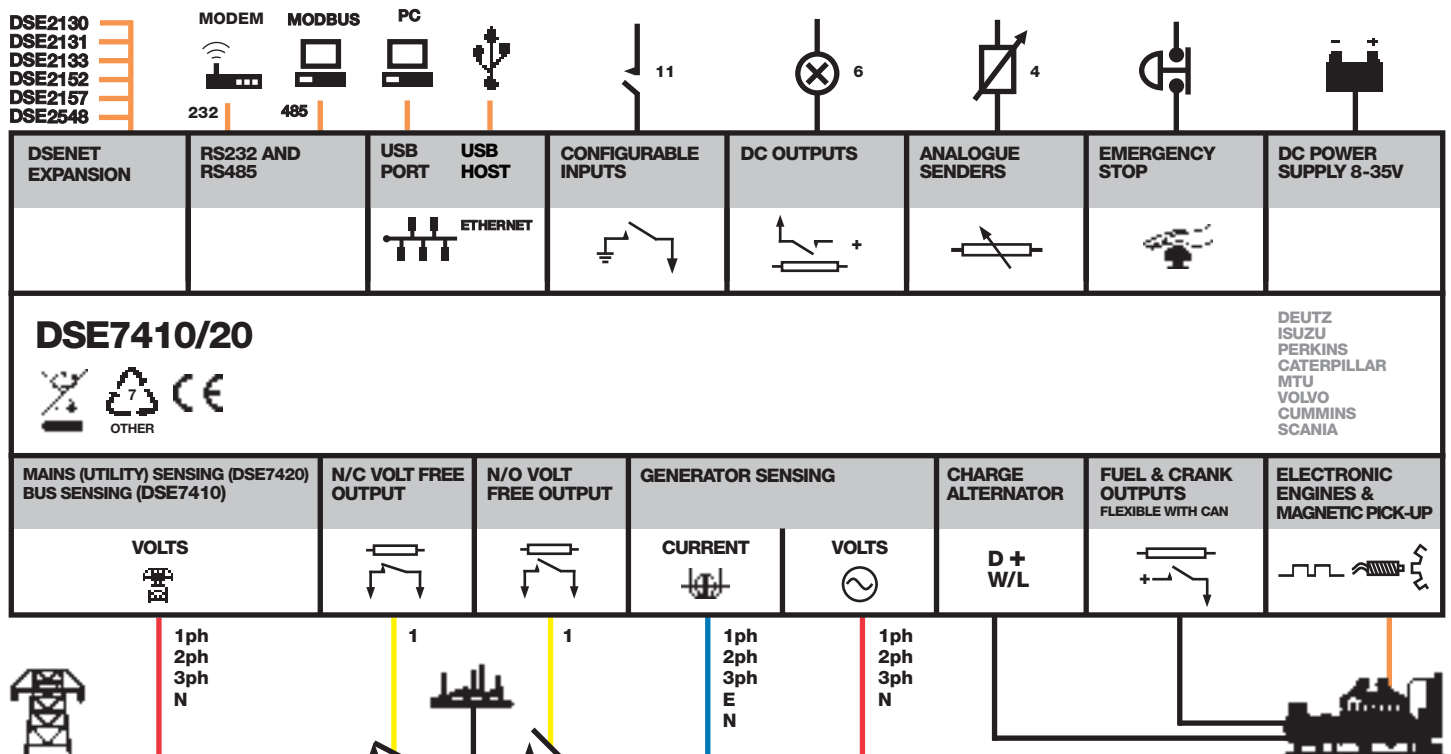 DSE2130
DSE2131
DSE2133
DSE2152
DSE2157
DSE2548
MODEM
MODBUS
PC
232
485
11
6
4
- +
DSENET
EXPANSION
RS232 AND
RS485
USB
PORT
USB
HOST
ETHERNET
CONFIGURABLE
INPUTS
DC OUTPUTS
+
ANALOGUE
SENDERS
EMERGENCY
STOP
DC POWER
SUPPLY 8-35V
DSE7410/20
7
OTHER
CE
DEUTZ
ISUZU
PERKINS
CATERPILLAR
MTU
VOLVO
CUMMINS
SCANIA
MAINS (UTILITY) SENSING (DSE7420)
BUS SENSING (DSE7410)
VOLTS
N/C VOLT FREE
OUTPUT
N/O VOLT
FREE OUTPUT
GENERATOR SENSING
CURRENT
VOLTS
CHARGE
ALTERNATOR
D +
W/L
FUEL & CRANK
OUTPUTS
FLEXIBLE WITH CAN
+
ELECTRONIC
ENGINES &
MAGNETIC PICK-UP
1ph
2ph
3ph
N
1
1
1ph
2ph
3ph
E
N
1ph
2ph
3ph
N